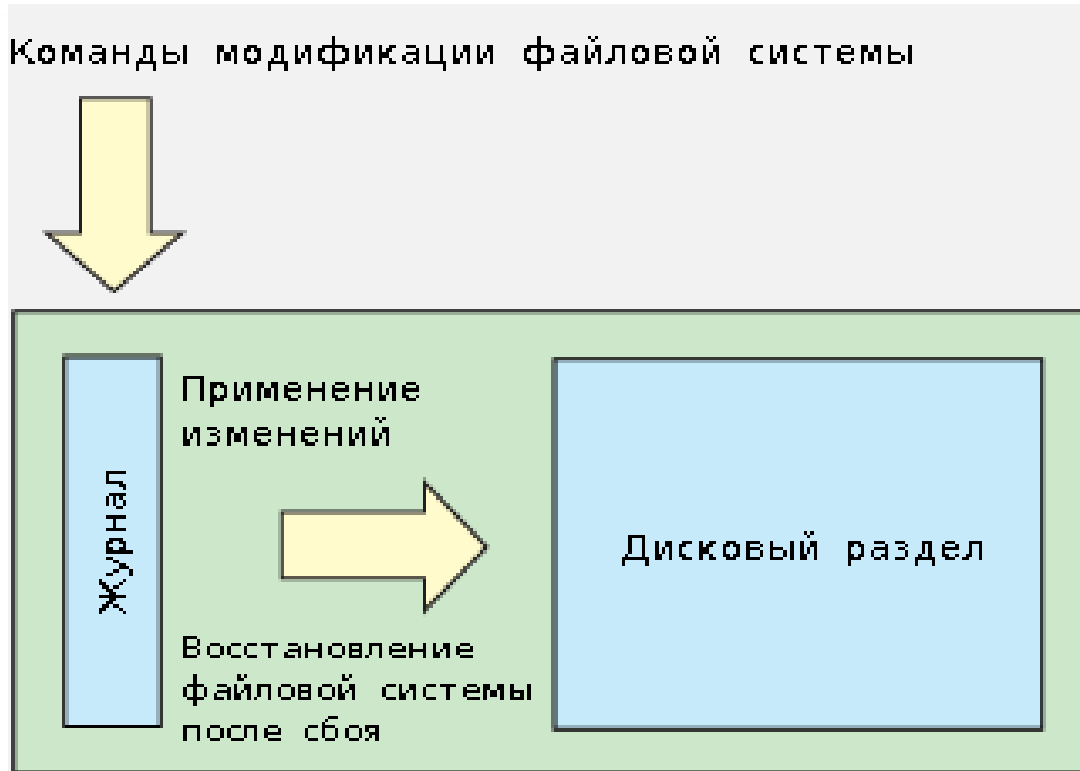 Команды модификации файловой системы
Применение
изменений
Журнал
Дисковый раздел
Восстановление
файловой системы
после сбоя